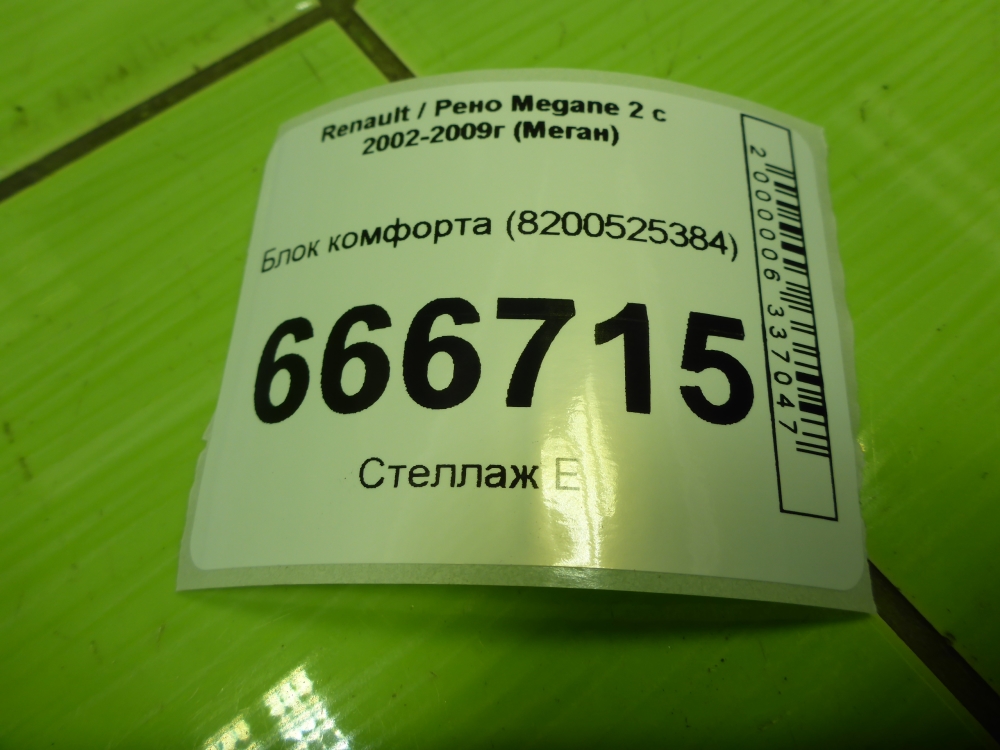 Renault / Рено Megane 2 с
2002-2009г (Меган)
Блок комфорта (8200525384)
666715
Стеллаж E
2000006337047